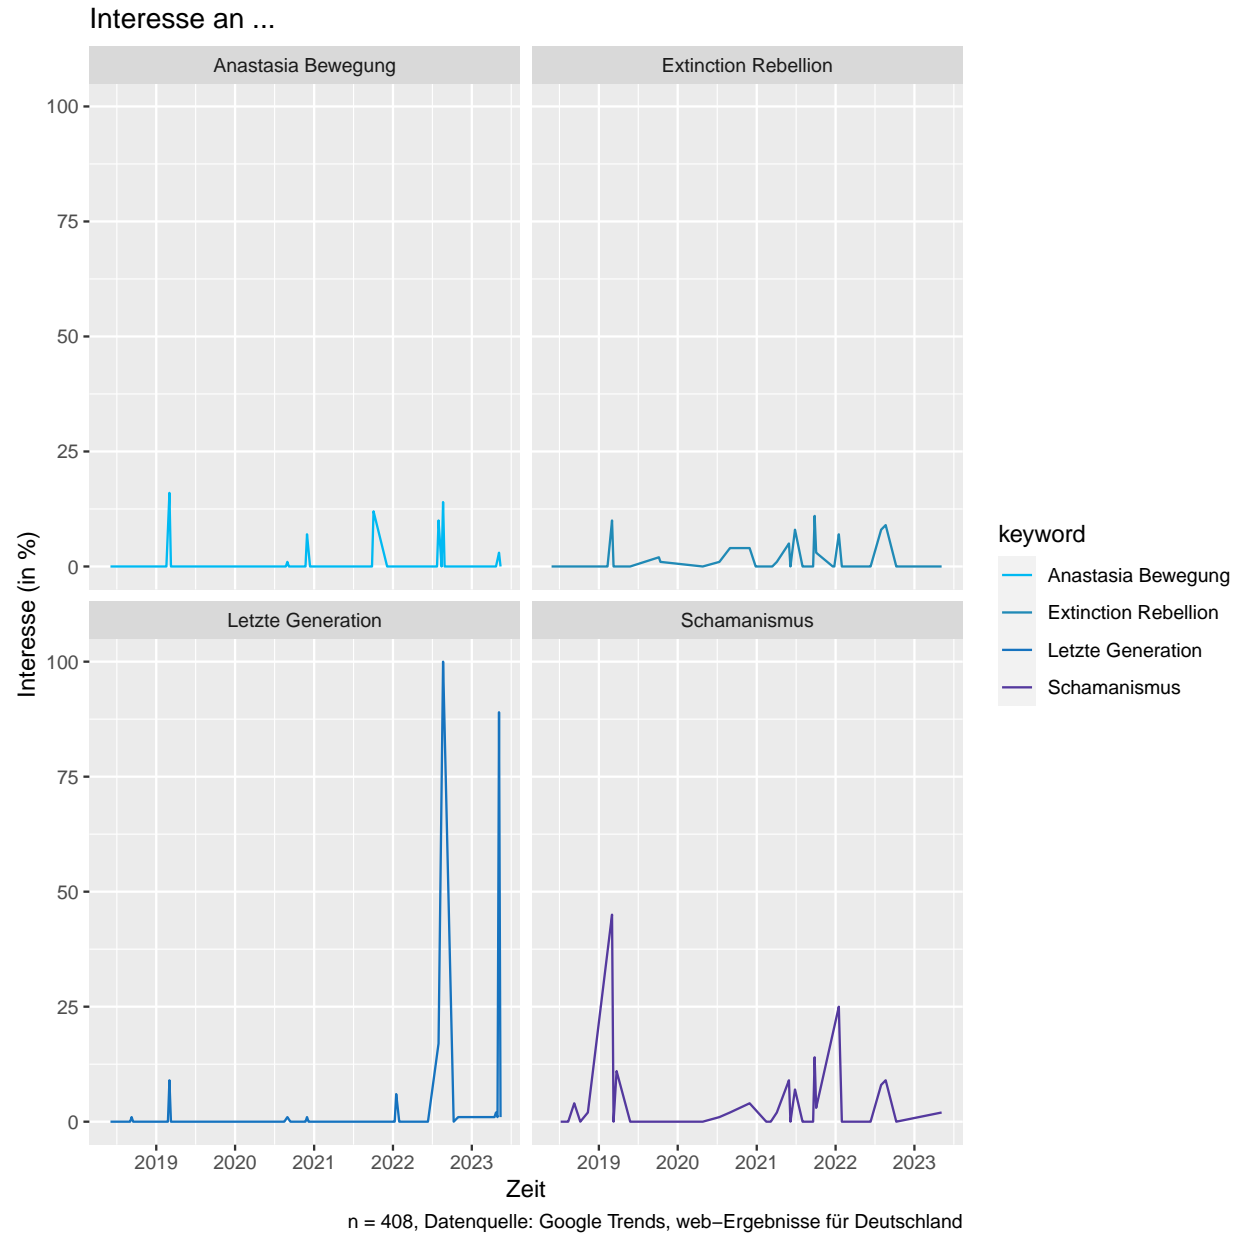 Interesse an ...
Anastasia Bewegung
Extinction Rebellion
100
75
50
25
0
Letzte Generation
Schamanismus
100
75
50
25
0
2019 2020 2021 2022 2023
2019 2020 2021 2022 2023
Interesse (in %)
Zeit
keyword
Anastasia Bewegung
Extinction Rebellion
Letzte Generation
Schamanismus
n = 408, Datenquelle: Google Trends, web−Ergebnisse für Deutschland